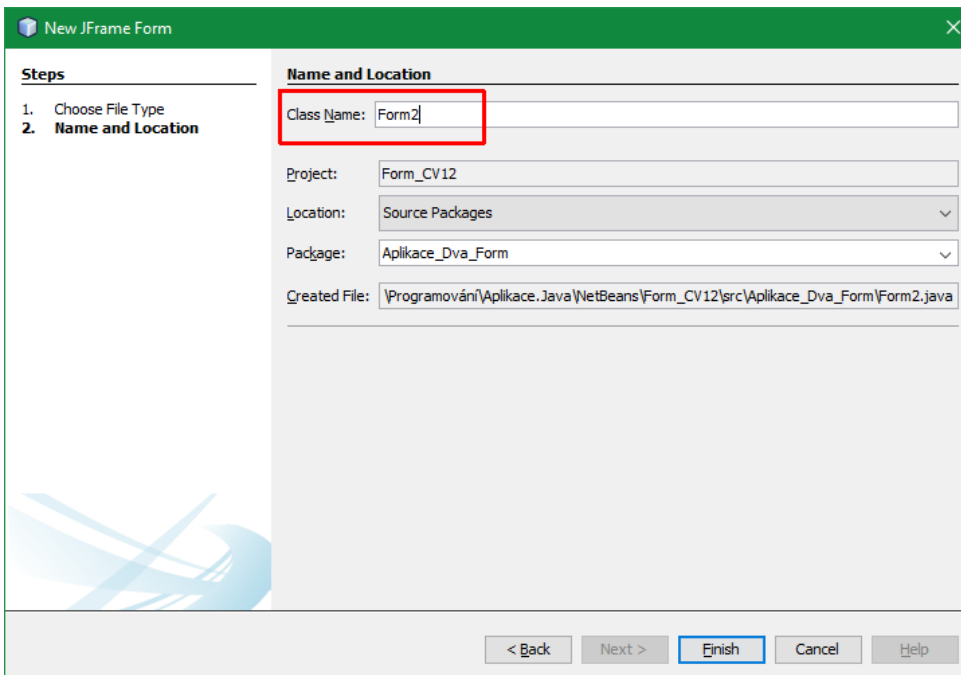 New JFrame Form
Steps
1. Choose File Type
2. Name and Location
Name and Location
Class Name: Form2
Project: Form_CV12
Location: Source Packages
Package: Aplikace_Dva_Form
Created File: \Programování\Aplikace.Java\NetBeans\Form_CV12\src\Aplikace_Dva_Form\Form2.java
< Back Next > Finish Cancel Help